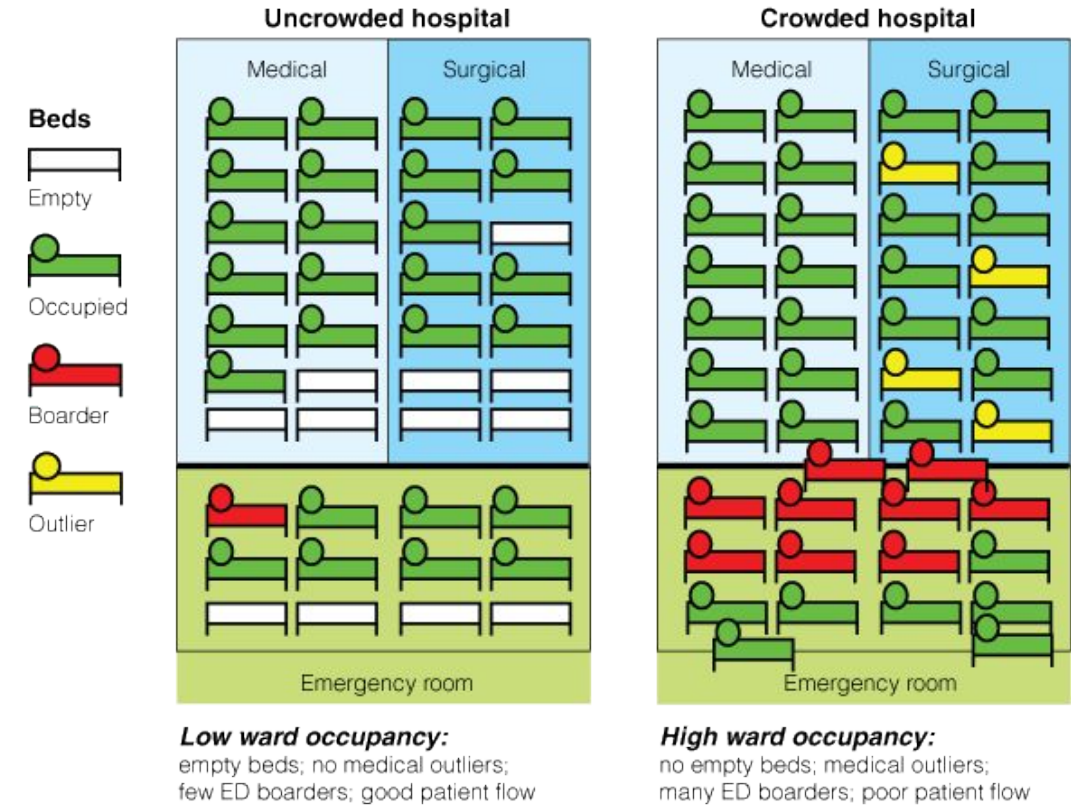 Uncrowded hospital
Crowded hospital
Medical
Surgical
Medical
Surgical
Beds
Empty
Occupied
Boarder
Outlier
Emergency room
Emergency room
Low ward occupancy:
empty beds; no medical outliers;
few ED boarders; good patient flow
High ward occupancy:
no empty beds; medical outliers;
many ED boarders; poor patient flow